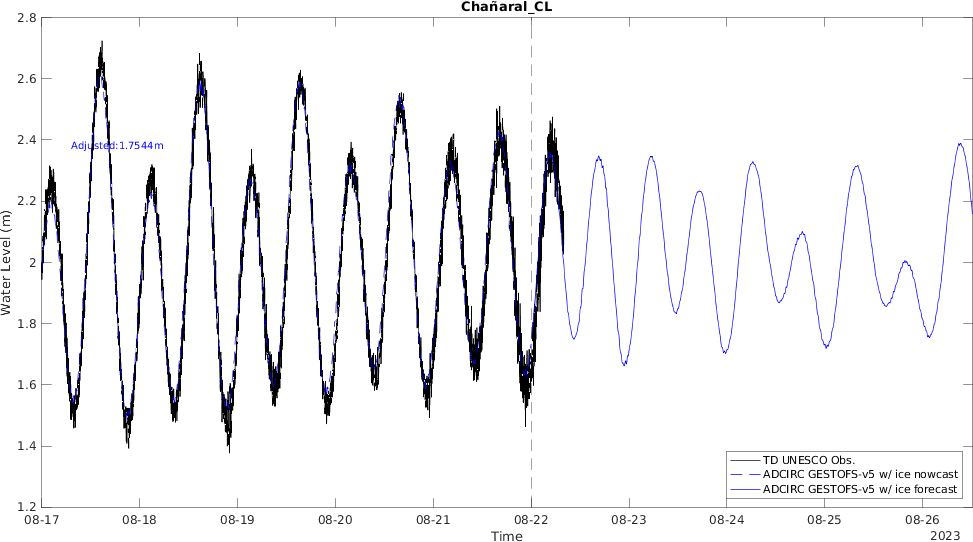 Chañaral_CL
2.8
2.6
2.4
2.2
2
1.8
1.6
1.4
1.2
Water Level (m)
Adjusted:1.7544m
TD UNESCO Obs.
ADCIRC GESTOFS-v5 w/ ice nowcast
ADCIRC GESTOFS-v5 w/ ice forecast
08-17 08-18 08-19 08-20 08-21 08-22 08-23 08-24 08-25 08-26
Time
2023